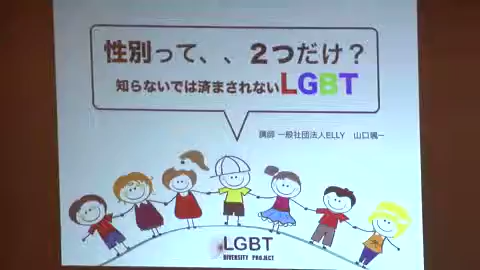 性別って、、２つだけ？
知らないでは済まされないLGBT
講師 一般社団法人ELLY　山口颯一
LGBT
DIVERSITY PROJECT